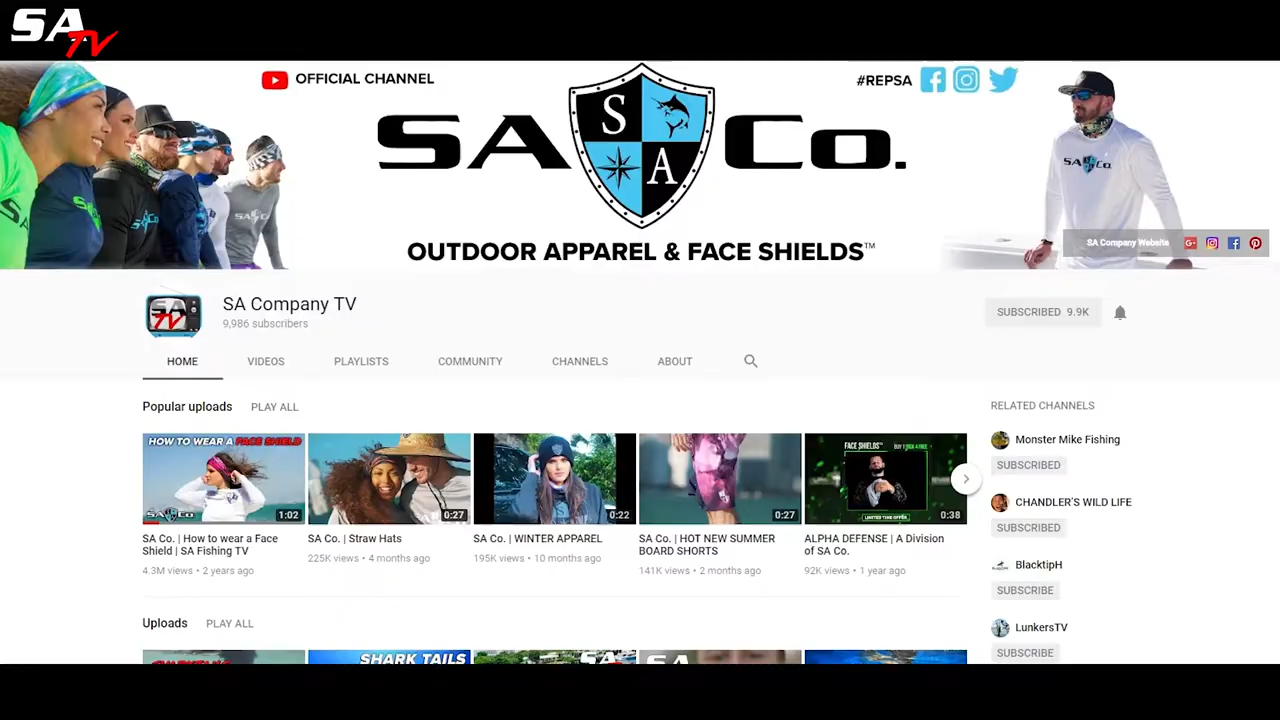 SA TV
OFFICIAL CHANNEL
#REPSA
SA S A Co.
OUTDOOR APPAREL & FACE SHIELDS™
SA Company Website
SA Company TV
9,986 subscribers
SUBSCRIBED 9.9K
HOME VIDEOS PLAYLISTS COMMUNITY CHANNELS ABOUT
Popular uploads PLAY ALL
HOW TO WEAR A FACE SHIELD
SA Co
1:02
0:27
0:22
0:27
FACE SHIELDS™
LIMITED TIME OFFER
0:38
SA Co. | How to wear a Face
Shield | SA Fishing TV
4.3M views • 2 years ago
SA Co. | Straw Hats
225K views • 4 months ago
SA Co. | WINTER APPAREL
195K views • 10 months ago
SA Co. | HOT NEW SUMMER
BOARD SHORTS
141K views • 2 months ago
ALPHA DEFENSE | A Division
of SA Co.
92K views • 1 year ago
Uploads PLAY ALL
SHARK TAILS
RELATED CHANNELS
Monster Mike Fishing
SUBSCRIBED
CHANDLER'S WILD LIFE
SUBSCRIBED
BlacktipH
SUBSCRIBE
LunkersTV
SUBSCRIBE